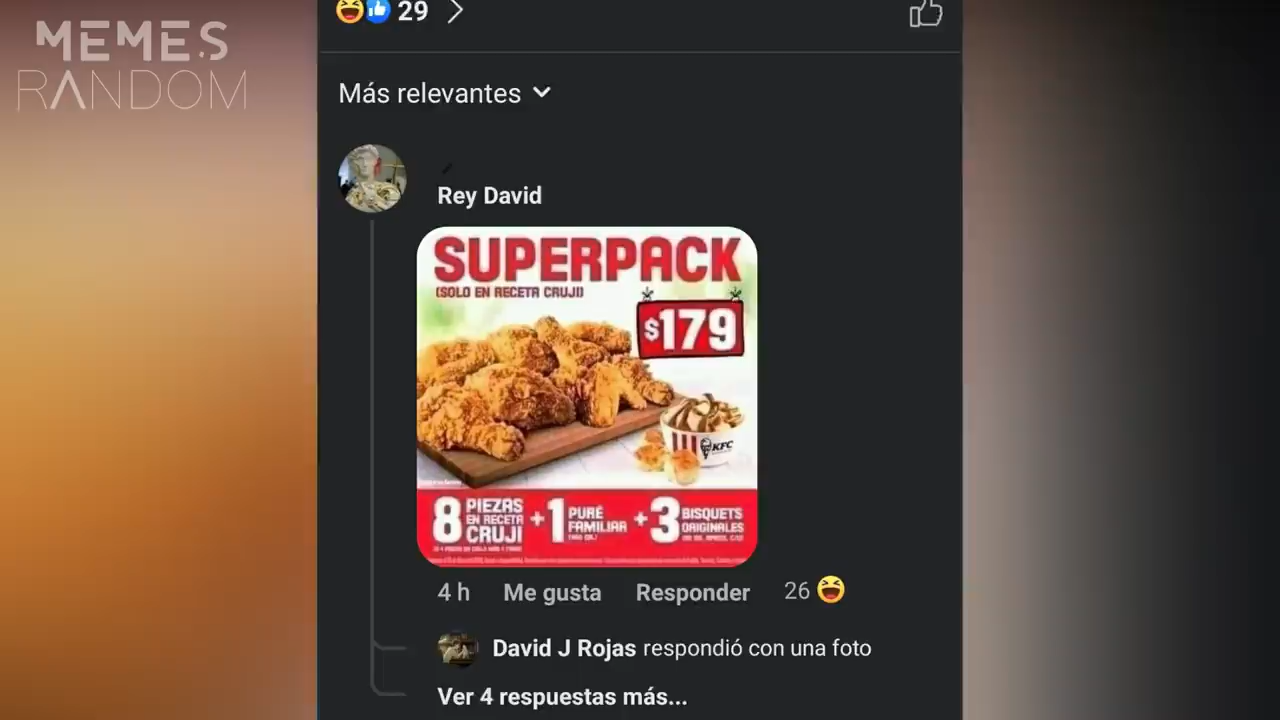 MEMES
RANDOM
29
Más relevantes
Rey David
SUPERPACK
(SOLO EN RECETA CRUJI)
$179
KFC
8 PIEZAS EN RECETA CRUJI + 1 PURÉ FAMILIAR + 3 BISQUETS ORIGINALES
4 h Me gusta Responder 26
David J Rojas respondió con una foto
Ver 4 respuestas más...